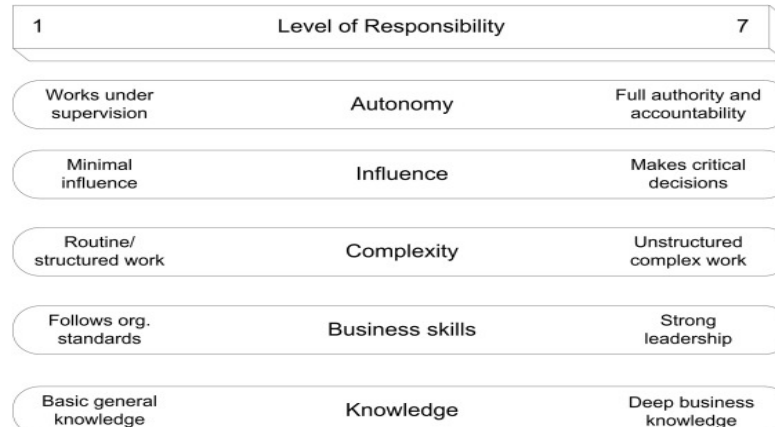 1 Level of Responsibility 7
Works under
supervision
Autonomy
Full authority and
accountability
Minimal
influence
Influence
Makes critical
decisions
Routine/
structured work
Complexity
Unstructured
complex work
Follows org.
standards
Business skills
Strong
leadership
Basic general
knowledge
Knowledge
Deep business
knowledge